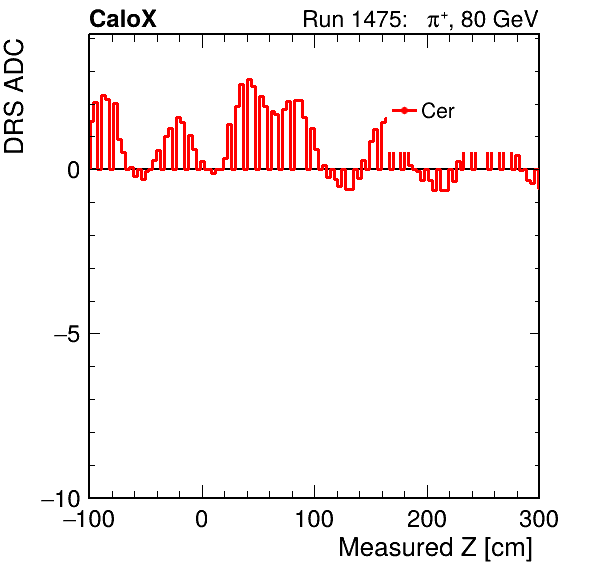 CaloX
Run 1475: π⁺, 80 GeV
DRS ADC
Cer
0
−5
−10
−100 0 100 200 300
Measured Z [cm]